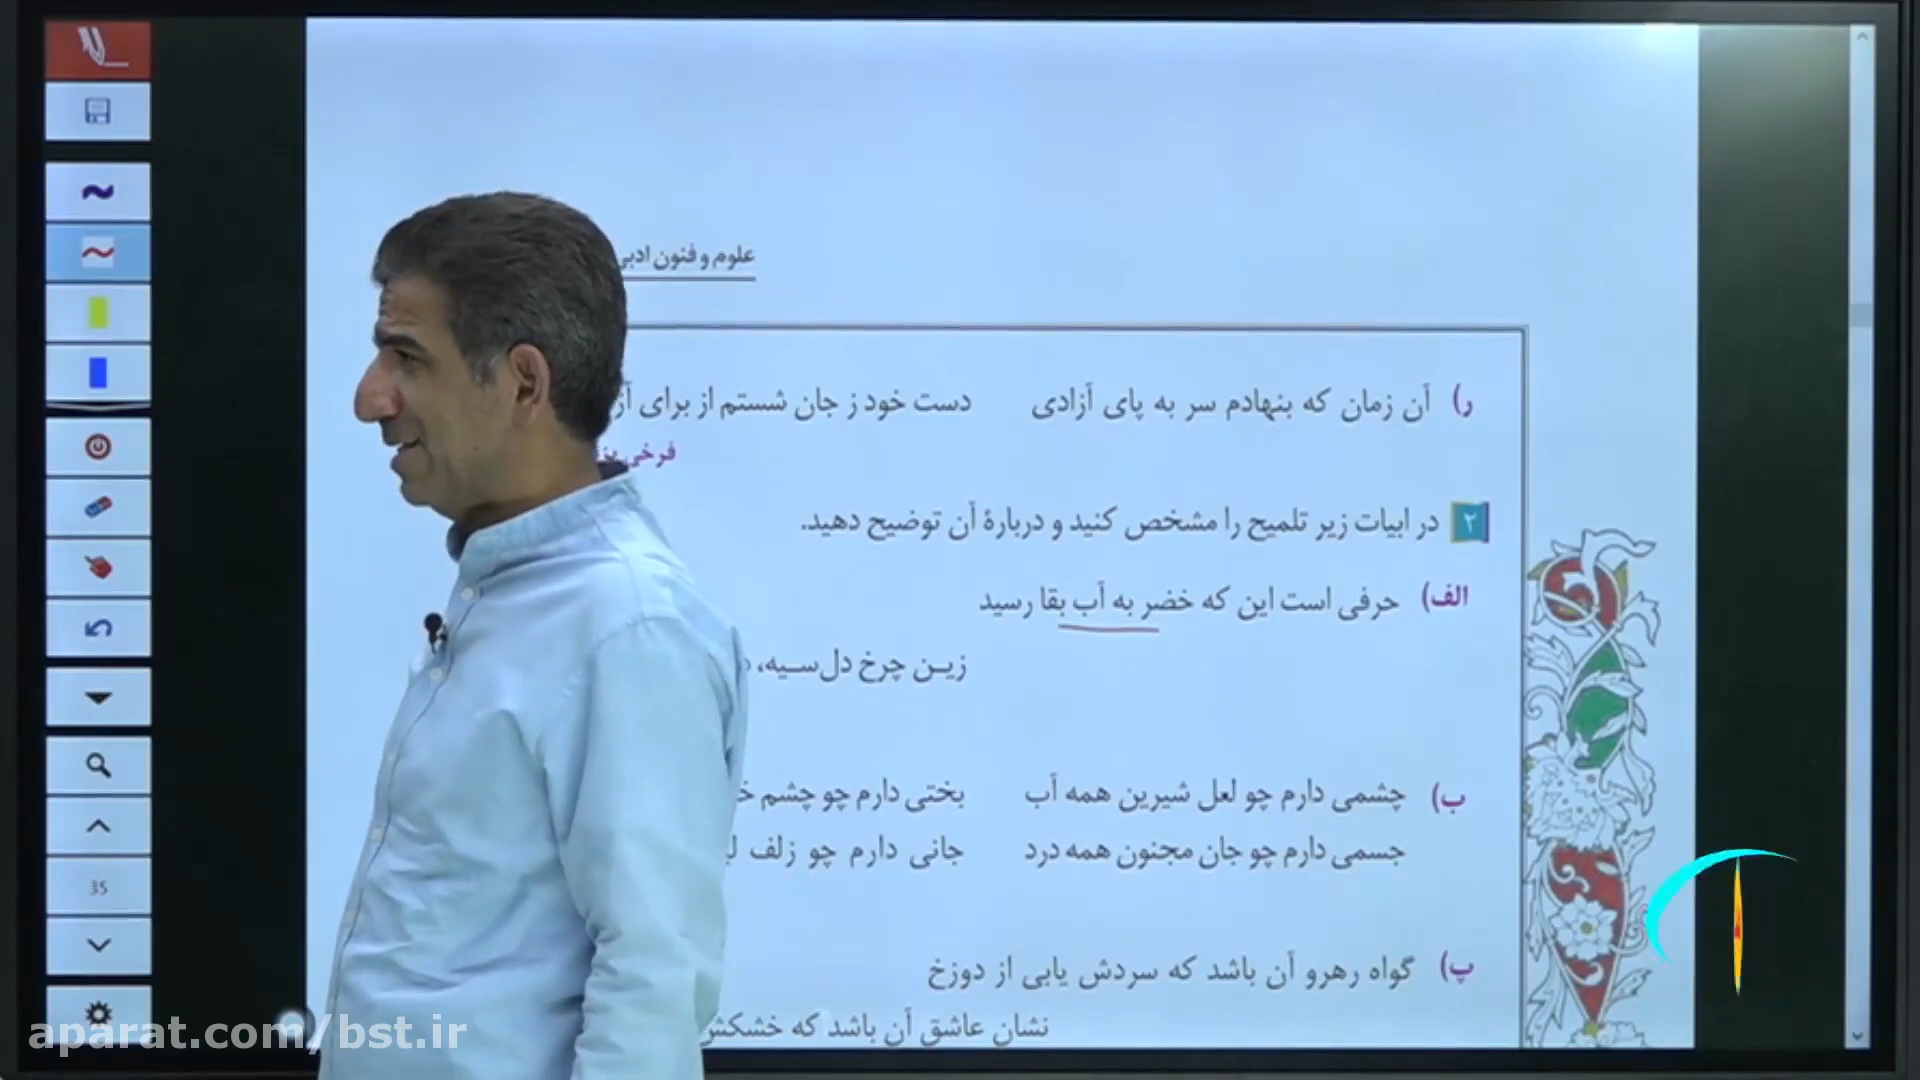 علوم و فنون ادبی
ر) آن زمان که بنهادم سر به پای آزادی دست خود ز جان شستم از برای
فرخی
۲ در ابیات زیر تلمیح را مشخص کنید و دربارهٔ آن توضیح دهید.
الف) حرفی است این که خضر به آب بقا رسید
زیـن چرخ دل‌سـیه،
ب) چشمی دارم چو لعل شیرین همه آب بختی دارم چو چشم
جسمی دارم چو جان مجنون همه درد جانی دارم چو زلف
پ) گواه رهرو آن باشد که سردش یابی از دوزخ
نشان عاشق آن باشد که خشکش
35
aparat.com/bst.ir